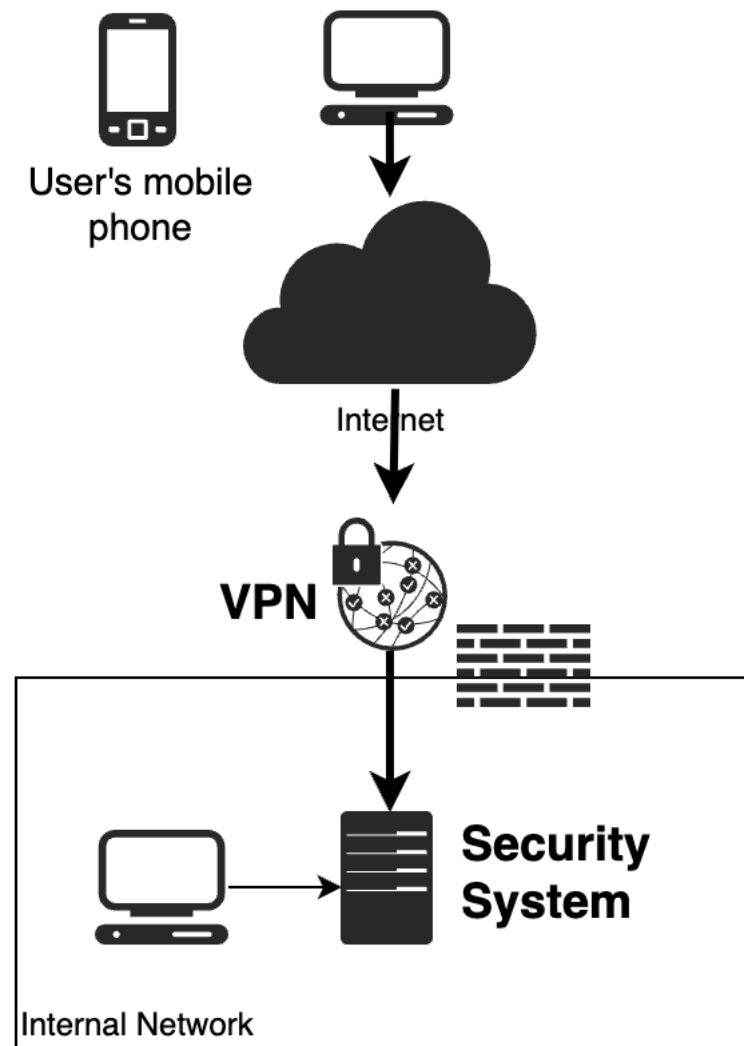 User's mobile
phone
Internet
VPN
Security
System
Internal Network